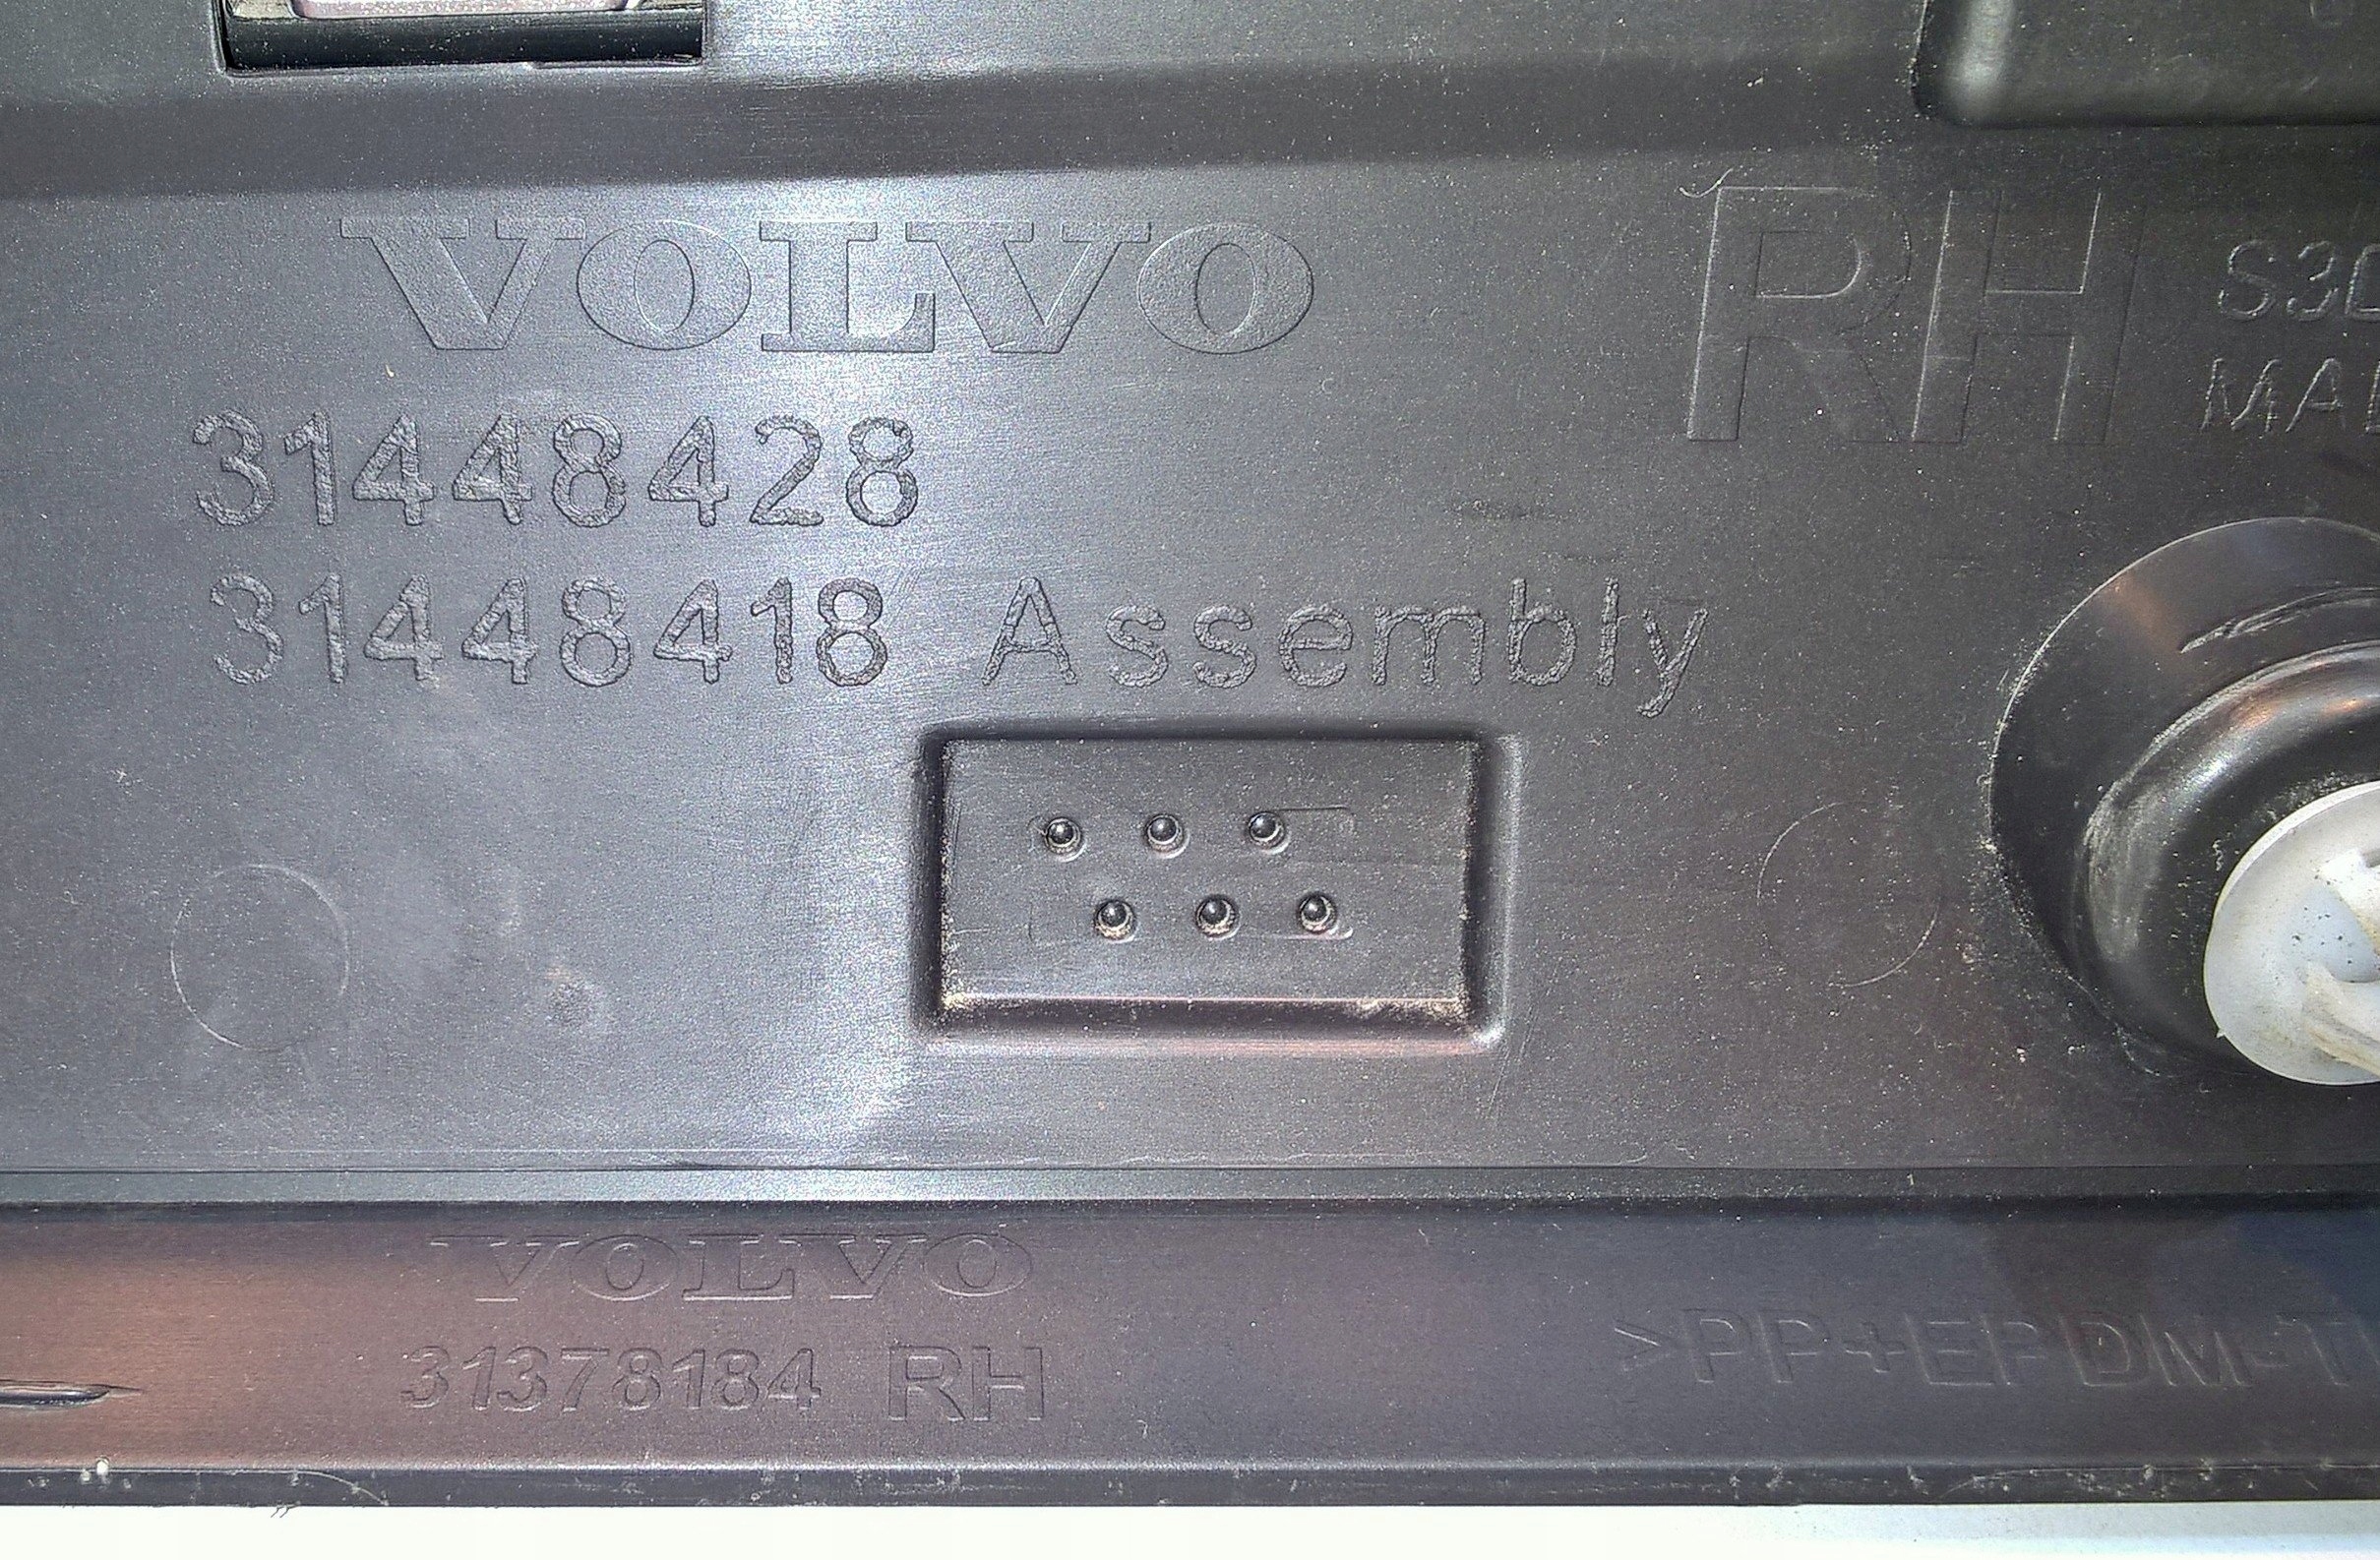 VOLVO
RH
31448428
31448418 Assembly
VOLVO
31378184 RH
>PP+EPDM-T